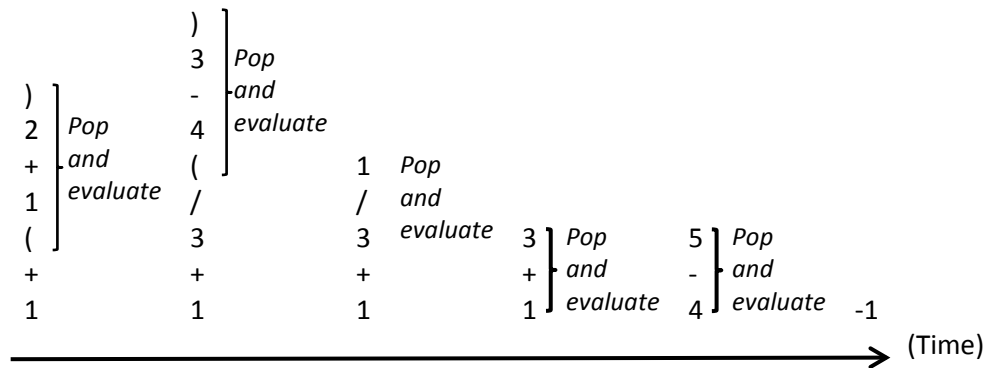 )
3 Pop
) - and
2 Pop 4 evaluate
+ and ( 1 Pop
1 evaluate / / and
( 3 3 evaluate 3 Pop 5 Pop
+ + + + and - and
1 1 1 1 evaluate 4 evaluate -1
(Time)